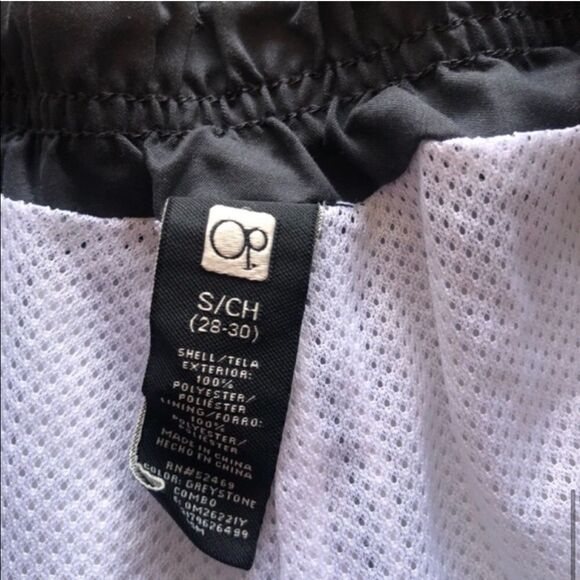 Op
S/CH
(28-30)
SHELL/TELA
EXTERIOR:
100%
POLYESTER/
POLIÉSTER
LINING/FORRO:
100%
POLYESTER/
POLIESTER
MADE IN CHINA
HECHO EN CHINA
RN#52469
COLOR: GREYSTONE
COMBO